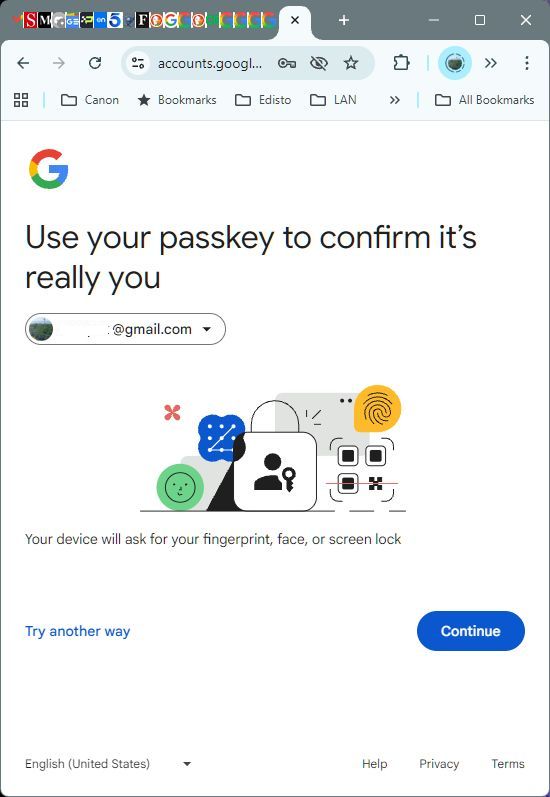 accounts.googl...
Canon
Bookmarks
Edisto
LAN
All Bookmarks
Use your passkey to confirm it's
really you
@gmail.com
Your device will ask for your fingerprint, face, or screen lock
Try another way
Continue
English (United States)
Help
Privacy
Terms